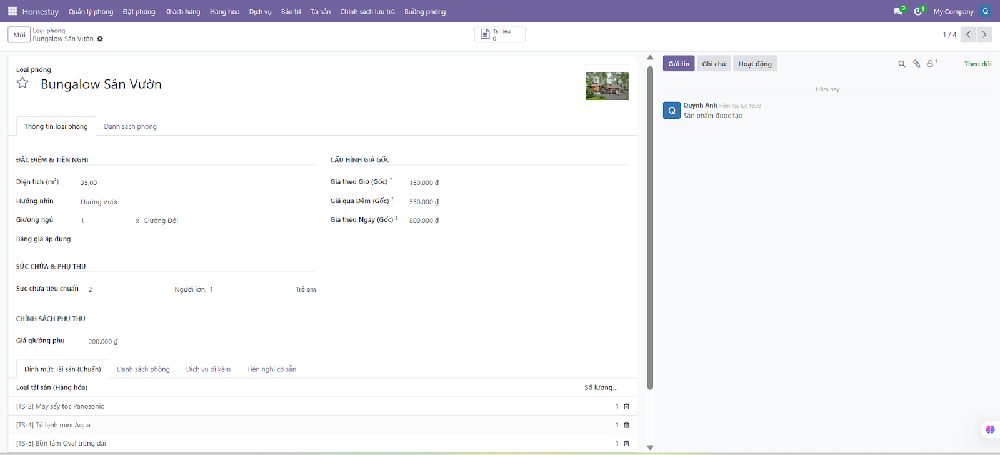 Homestay Quản lý phòng Đặt phòng Khách hàng Hàng hóa Dịch vụ Bảo trì Tài sản Chính sách lưu trú Buồng phòng 3 3 My Company Q
Mới Loại phòng
Bungalow Sân Vườn
Tài liệu
0
1 / 4
Loại phòng
Bungalow Sân Vườn
Thông tin loại phòng Danh sách phòng
ĐẶC ĐIỂM & TIỆN NGHI
Diện tích (m²) 35,00
Hướng nhìn Hướng Vườn
Giường ngủ 1 x Giường Đôi
Bảng giá áp dụng
CẤU HÌNH GIÁ GỐC
Giá theo Giờ (Gốc) ? 150.000 ₫
Giá qua Đêm (Gốc) ? 550.000 ₫
Giá theo Ngày (Gốc) ? 800.000 ₫
SỨC CHỨA & PHỤ THU
Sức chứa tiêu chuẩn 2 Người lớn, 1 Trẻ em
CHÍNH SÁCH PHỤ THU
Giá giường phụ 200.000 ₫
Định mức Tài sản (Chuẩn) Danh sách phòng Dịch vụ đi kèm Tiện nghi có sẵn
Loại tài sản (Hàng hóa) Số lượng...
[TS-2] Máy sấy tóc Panosonic 1
[TS-4] Tủ lạnh mini Aqua 1
[TS-5] Bồn tắm Oval trứng dài 1
Gửi tin Ghi chú Hoạt động 1 Theo dõi
Hôm nay
Q Quỳnh Anh Hôm nay lúc 16:30
Sản phẩm được tạo